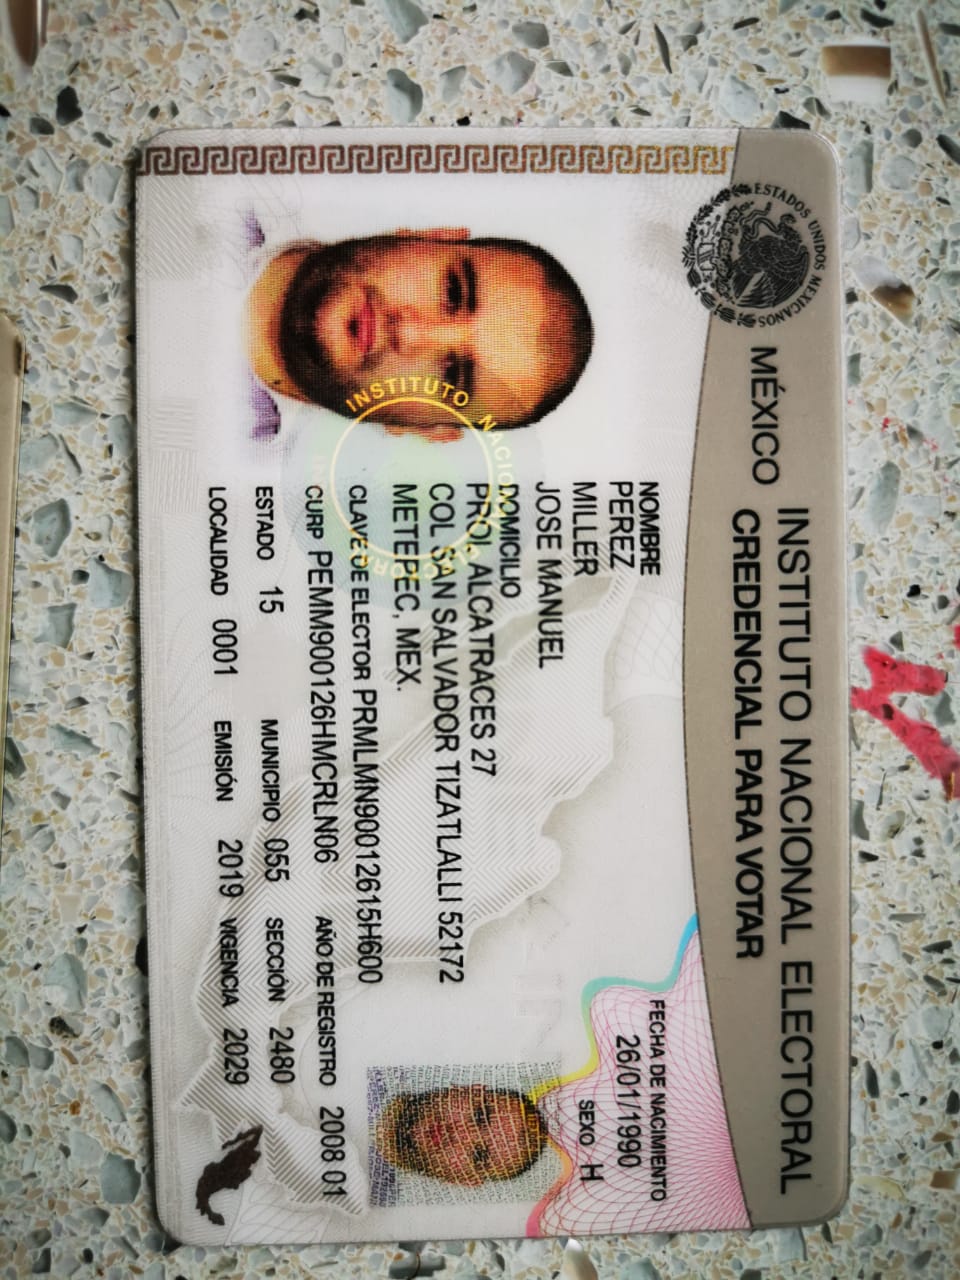 ESTADOS UNIDOS MEXICANOS
MÉXICO
INSTITUTO NACIONAL ELECTORAL
CREDENCIAL PARA VOTAR
NOMBRE
PEREZ
MILLER
JOSE MANUEL
FECHA DE NACIMIENTO
26/01/1990
SEXO H
DOMICILIO
PROL ALCATRACES 27
COL SAN SALVADOR TIZATLALLI 52172
METEPEC, MEX.
CLAVE DE ELECTOR PRMLMN90012615H600
CURP PEMM900126HMCRLN06 AÑO DE REGISTRO 2008 01
ESTADO 15 MUNICIPIO 055 SECCIÓN 2480
LOCALIDAD 0001 EMISIÓN 2019 VIGENCIA 2029
INSTITUTO NACIONAL ELECTORAL